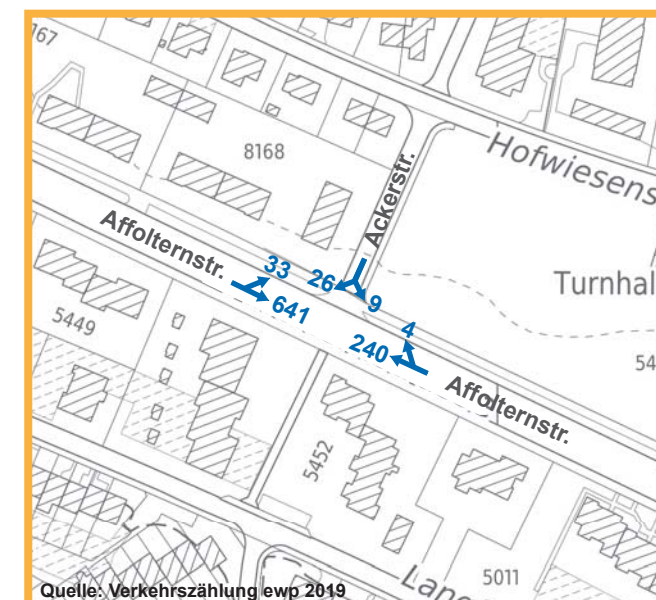 167
8168
Hofwiesens
Ackerstr.
Affolternstr.
33
26
9
641
Turnhal
5449
4
240
54
Affolternstr.
5452
5011
Quelle: Verkehrszählung ewp 2019